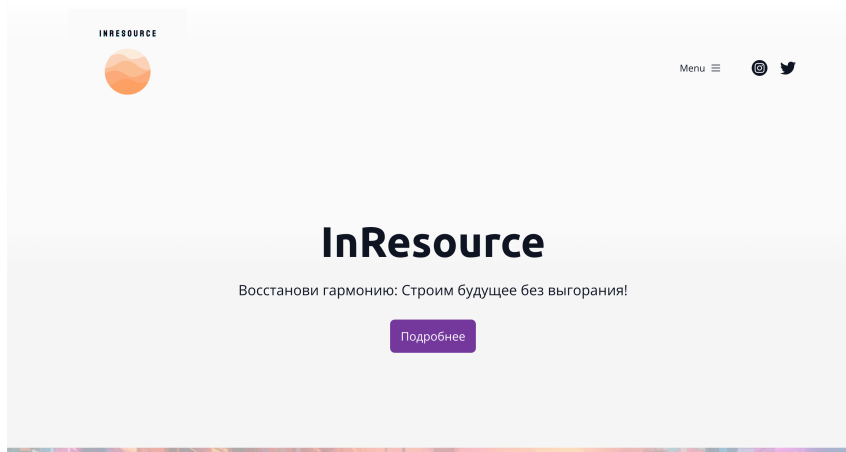 INRESOURCE
Menu
InResource
Восстанови гармонию: Строим будущее без выгорания!
Подробнее